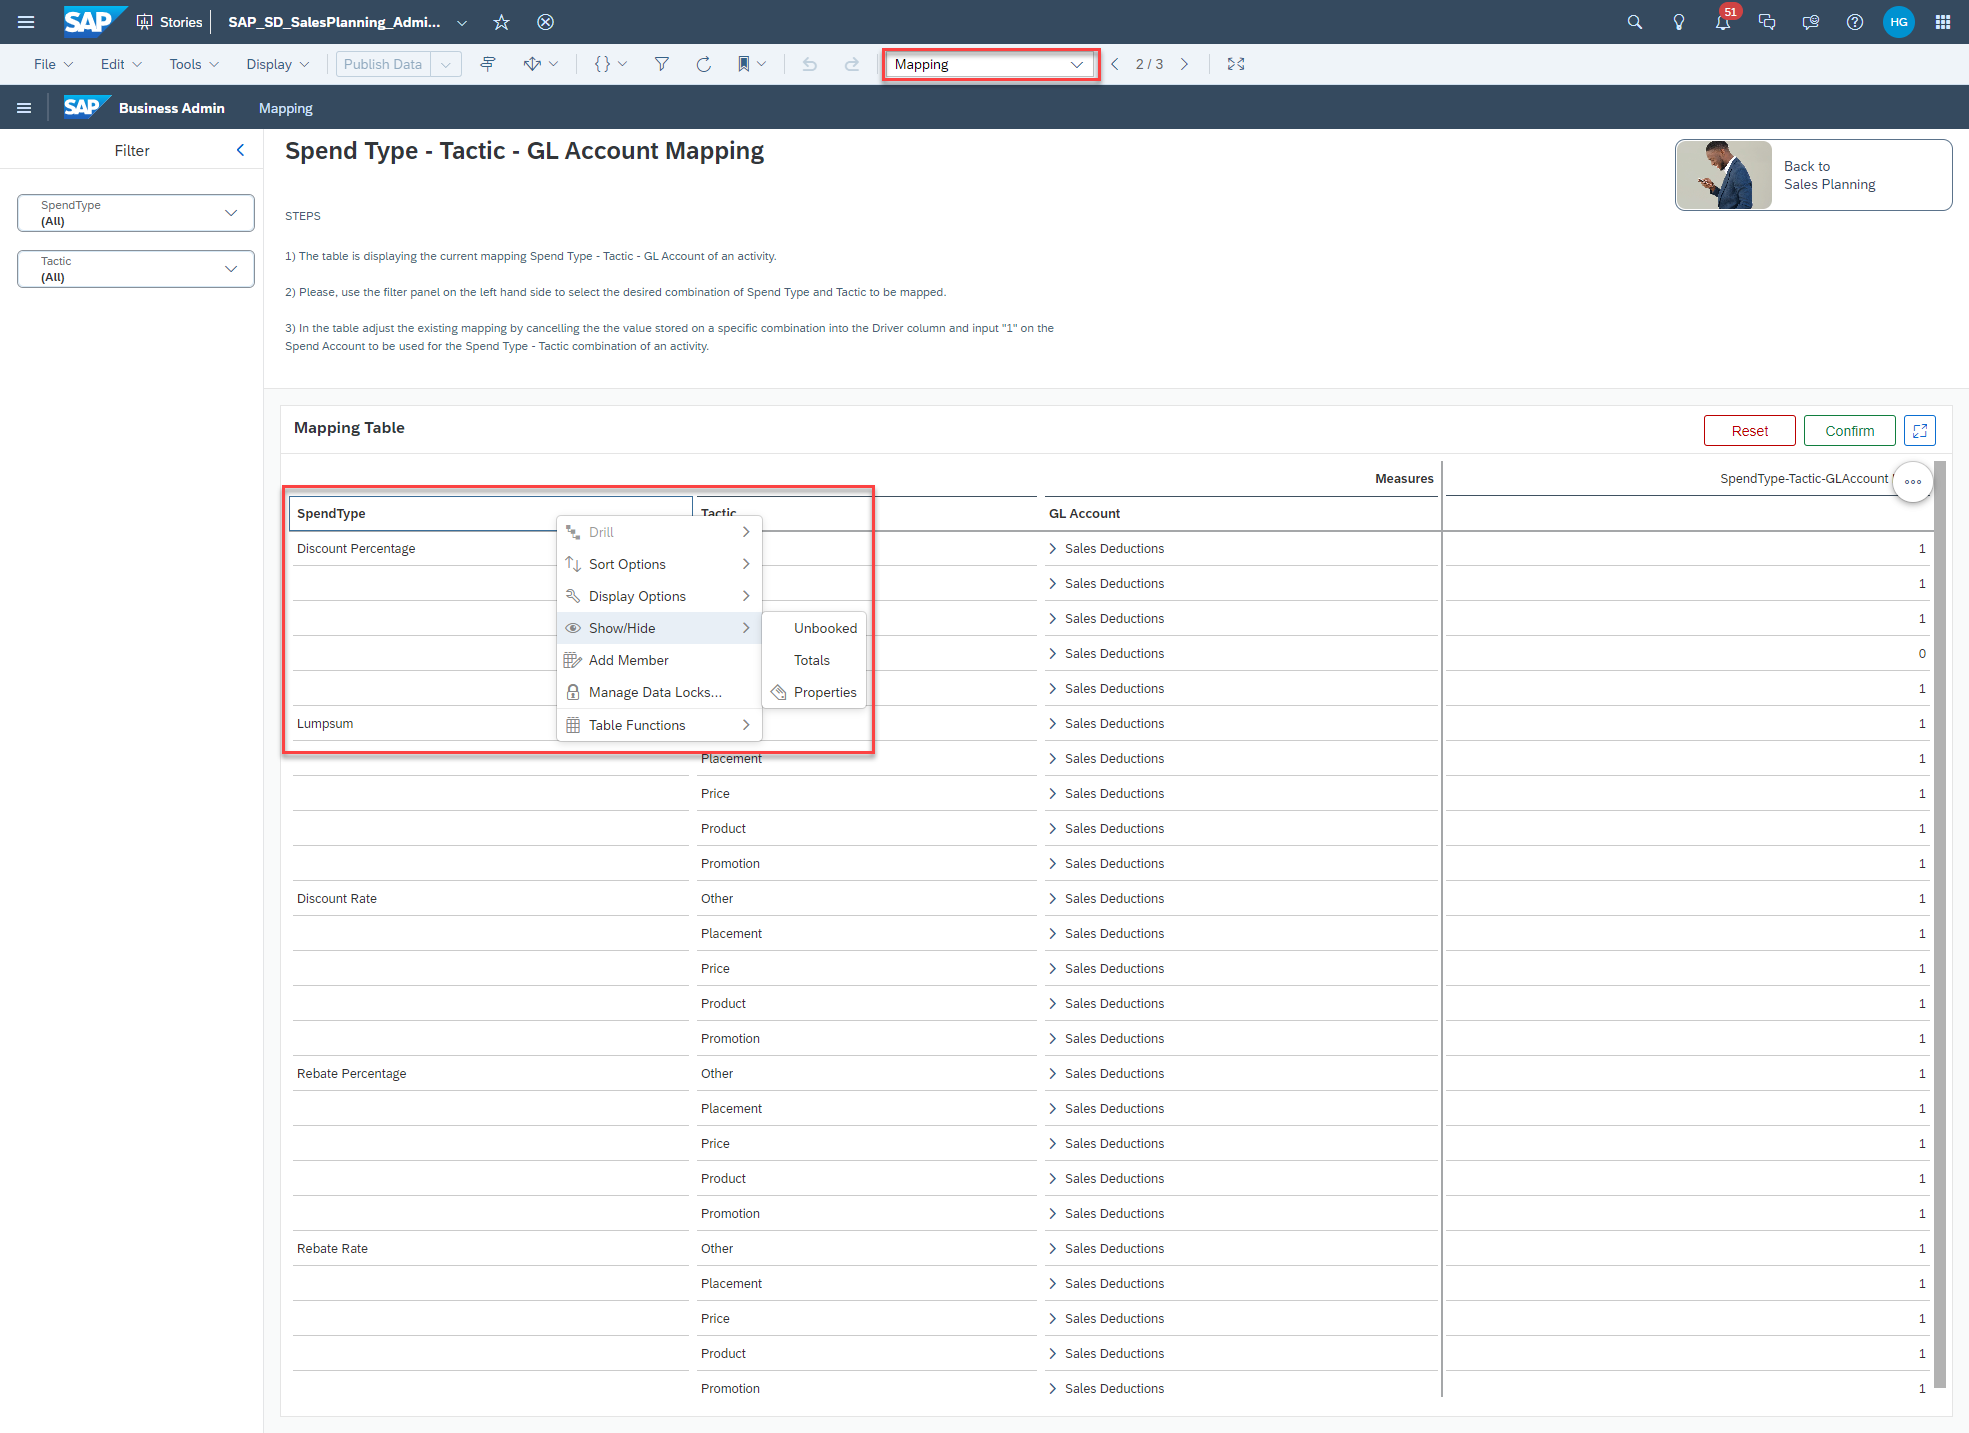 SAP Stories SAP_SD_SalesPlanning_Admi... 51 HG
File Edit Tools Display Publish Data { } Mapping 2 / 3
SAP Business Admin Mapping
Filter
SpendType
(All)
Tactic
(All)
Spend Type - Tactic - GL Account Mapping
Back to
Sales Planning
STEPS
1) The table is displaying the current mapping Spend Type - Tactic - GL Account of an activity.
2) Please, use the filter panel on the left hand side to select the desired combination of Spend Type and Tactic to be mapped.
3) In the table adjust the existing mapping by cancelling the the value stored on a specific combination into the Driver column and input "1" on the
Spend Account to be used for the Spend Type - Tactic combination of an activity.
Mapping Table
Reset Confirm
Measures SpendType-Tactic-GLAccount
SpendType Tactic GL Account
Discount Percentage Sales Deductions 1
Sales Deductions 1
Sales Deductions 1
Sales Deductions 0
Sales Deductions 1
Lumpsum Sales Deductions 1
Drill
Sort Options
Display Options
Show/Hide
Add Member
Manage Data Locks...
Table Functions
Unbooked
Totals
Properties
Placement Sales Deductions 1
Price Sales Deductions 1
Product Sales Deductions 1
Promotion Sales Deductions 1
Discount Rate Other Sales Deductions 1
Placement Sales Deductions 1
Price Sales Deductions 1
Product Sales Deductions 1
Promotion Sales Deductions 1
Rebate Percentage Other Sales Deductions 1
Placement Sales Deductions 1
Price Sales Deductions 1
Product Sales Deductions 1
Promotion Sales Deductions 1
Rebate Rate Other Sales Deductions 1
Placement Sales Deductions 1
Price Sales Deductions 1
Product Sales Deductions 1
Promotion Sales Deductions 1